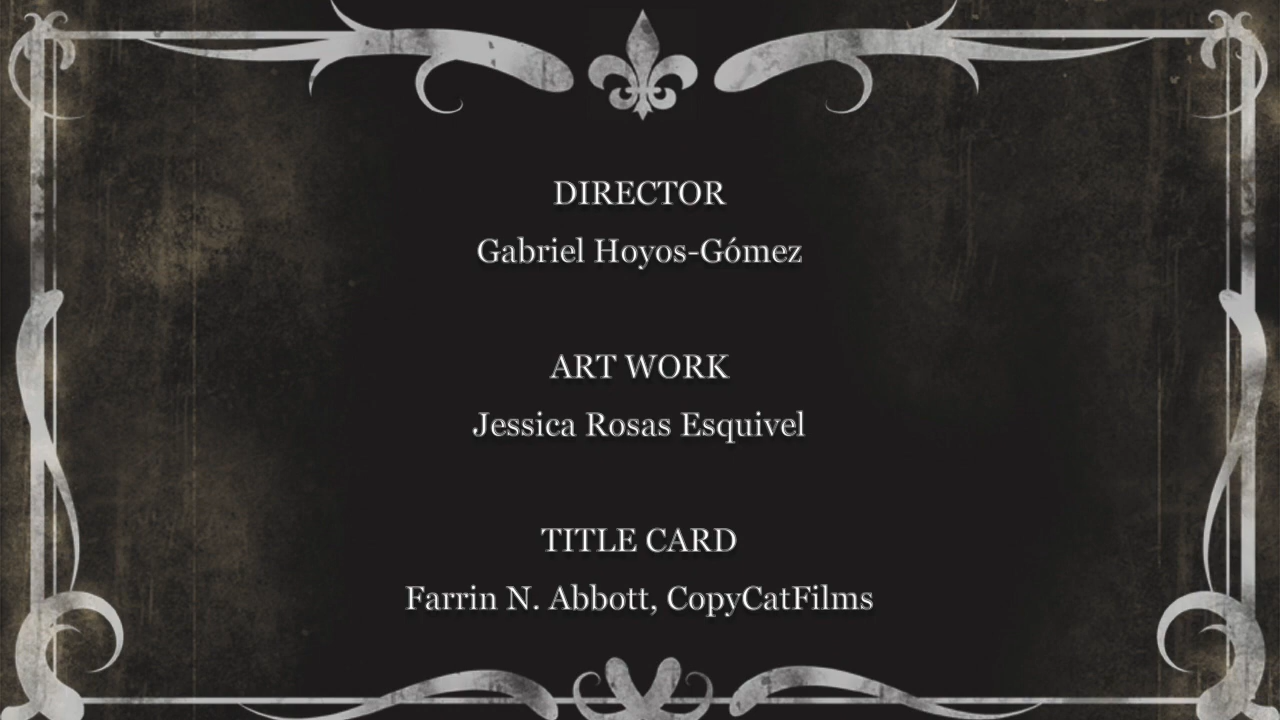 DIRECTOR
Gabriel Hoyos-Gómez
ART WORK
Jessica Rosas Esquivel
TITLE CARD
Farrin N. Abbott, CopyCatFilms